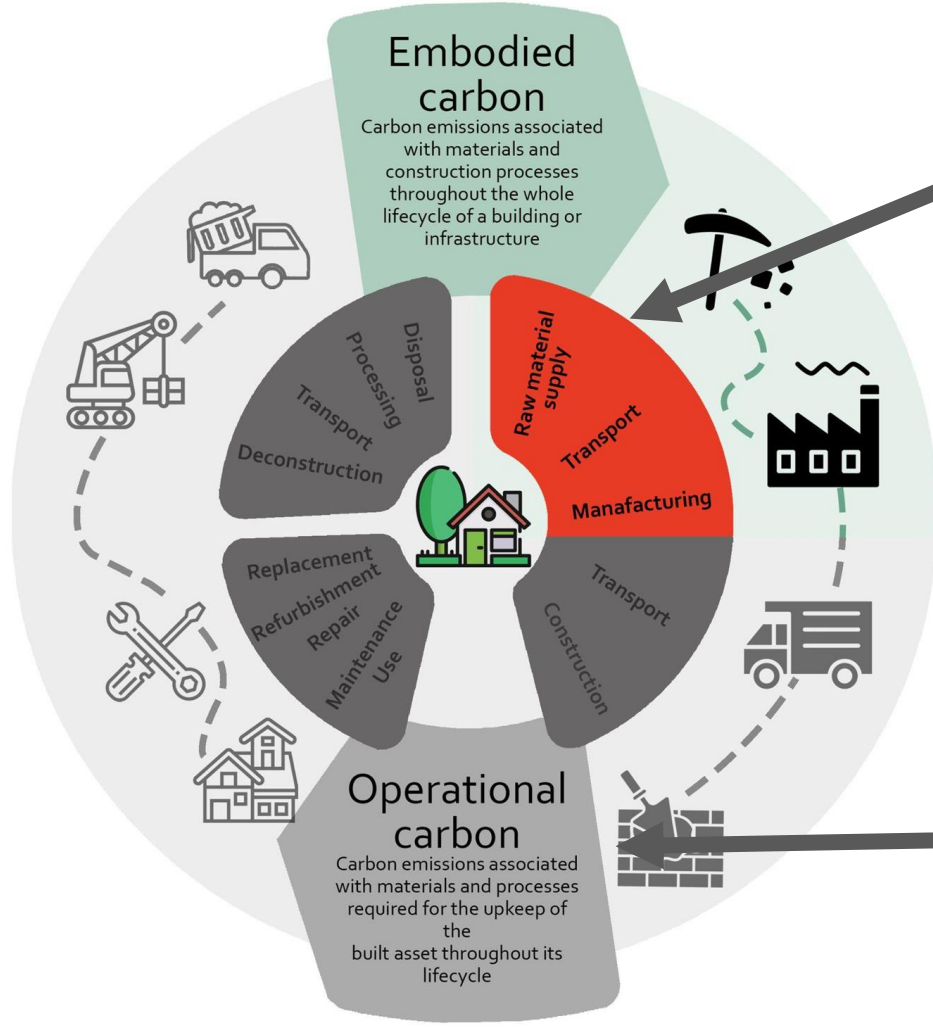 Embodied
carbon
Carbon emissions associated
with materials and
construction processes
throughout the whole
lifecycle of a building or
infrastructure
Disposal
Processing
Transport
Deconstruction
Raw material
supply
Transport
Manafacturing
Replacement
Refurbishment
Repair
Maintenance
Use
Transport
Construction
Operational
carbon
Carbon emissions associated
with materials and processes
required for the upkeep of
the
built asset throughout its
lifecycle